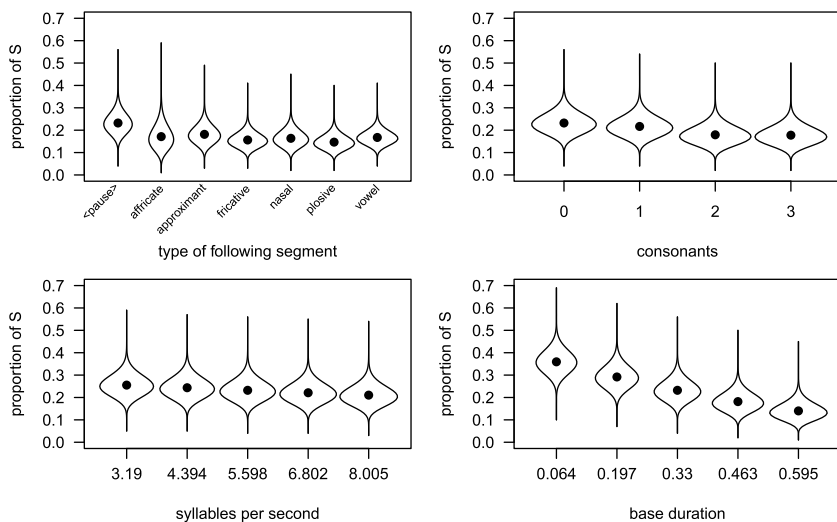 proportion of S
0.7
0.6
0.5
0.4
0.3
0.2
0.1
0.0
<pause> affricate approximant fricative nasal plosive vowel
type of following segment
proportion of S
0.7
0.6
0.5
0.4
0.3
0.2
0.1
0.0
0 1 2 3
consonants
proportion of S
0.7
0.6
0.5
0.4
0.3
0.2
0.1
0.0
3.19 4.394 5.598 6.802 8.005
syllables per second
proportion of S
0.7
0.6
0.5
0.4
0.3
0.2
0.1
0.0
0.064 0.197 0.33 0.463 0.595
base duration